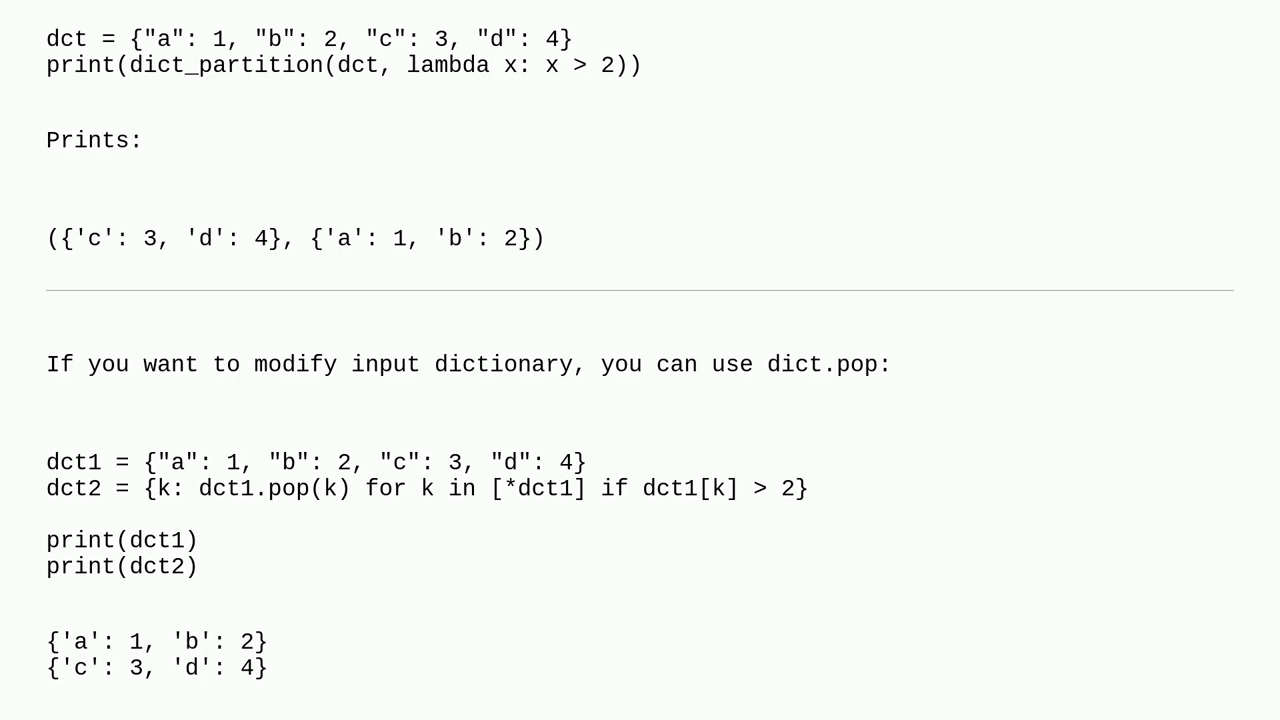 dct = {"a": 1, "b": 2, "c": 3, "d": 4}
print(dict_partition(dct, lambda x: x > 2))
Prints:
({'c': 3, 'd': 4}, {'a': 1, 'b': 2})
If you want to modify input dictionary, you can use dict.pop:
dct1 = {"a": 1, "b": 2, "c": 3, "d": 4}
dct2 = {k: dct1.pop(k) for k in [*dct1] if dct1[k] > 2}
print(dct1)
print(dct2)
{'a': 1, 'b': 2}
{'c': 3, 'd': 4}